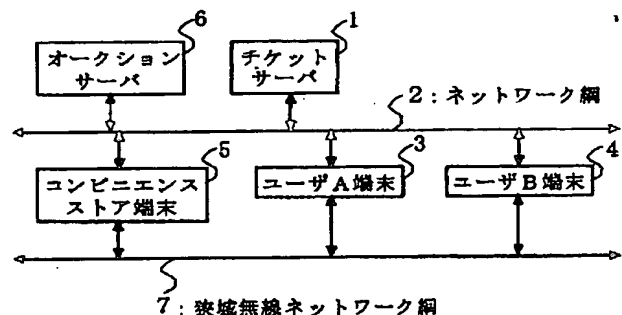 6
オークション
サーバ
1
チケット
サーバ
2：ネットワーク網
5
コンビニエンス
ストア端末
3
ユーザA端末
4
ユーザB端末
7：狭域無線ネットワーク網